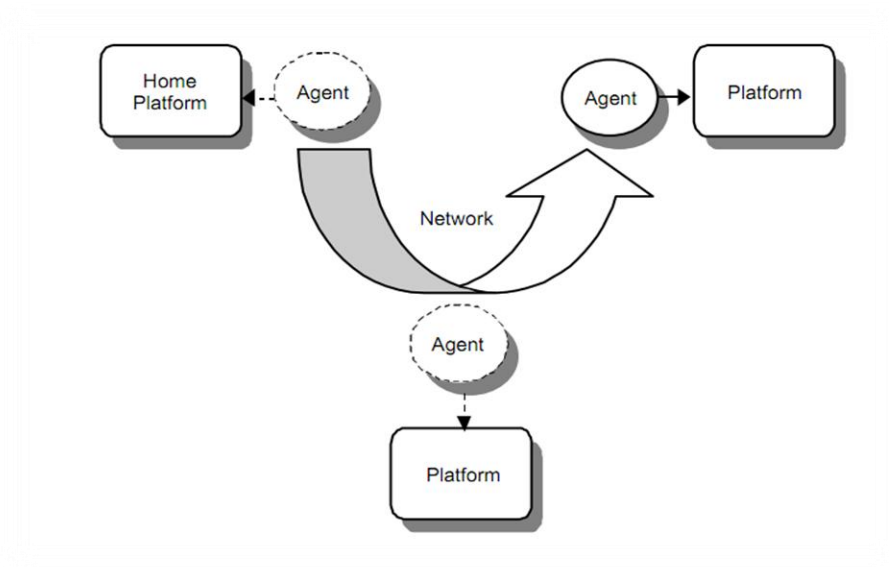 Home
Platform
Agent
Agent
Platform
Network
Agent
Platform